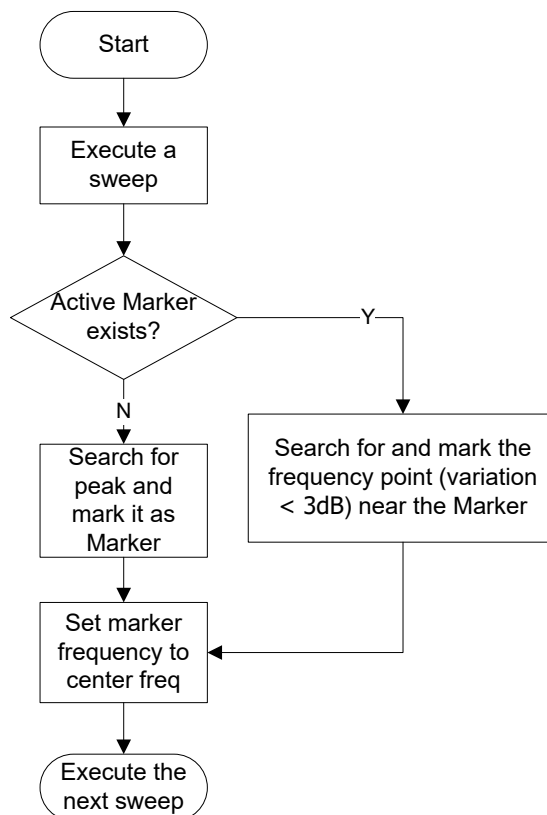 Start
Execute a
sweep
Active Marker
exists?
Y
N
Search for
peak and
mark it as
Marker
Search for and mark the
frequency point (variation
< 3dB) near the Marker
Set marker
frequency to
center freq
Execute the
next sweep